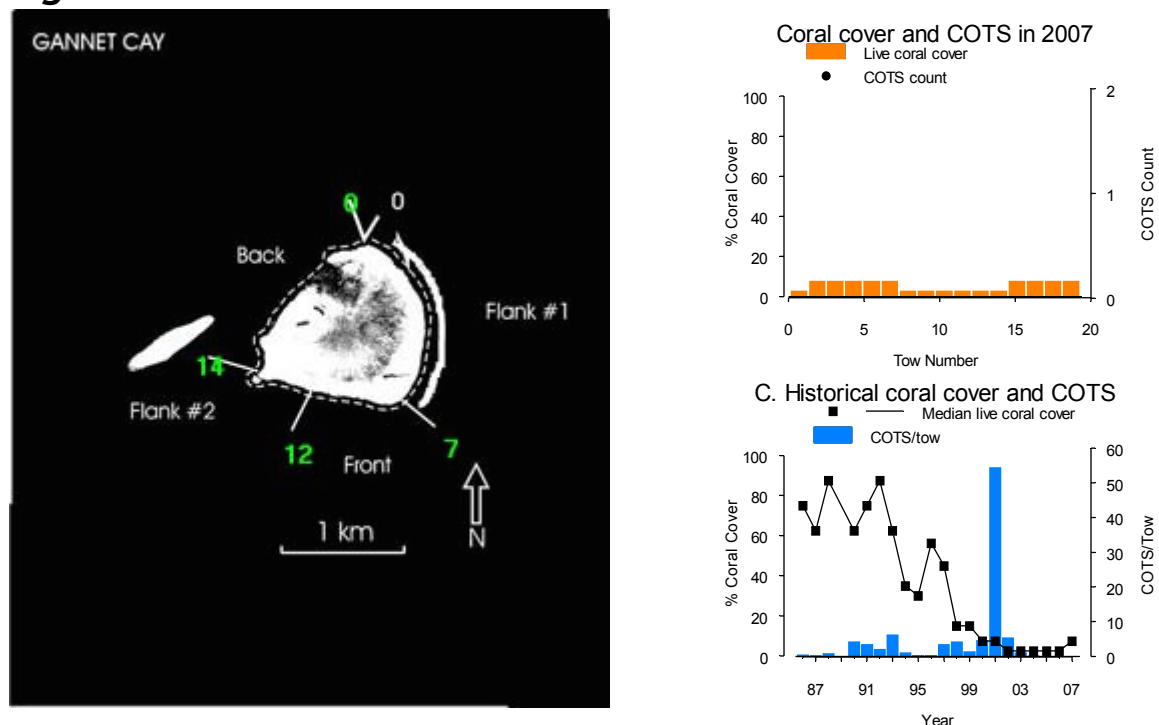 GANNET CAY
0
0
Back
Flank #1
14
Flank #2
12
Front
7
1 km
N
Coral cover and COTS in 2007
Live coral cover
COTS count
100
80
60
40
20
0
% Coral Cover
2
1
0
COTS Count
0 5 10 15 20
Tow Number
C. Historical coral cover and COTS
Median live coral cover
COTS/tow
100
80
60
40
20
0
% Coral Cover
60
50
40
30
20
10
0
COTS/Tow
87 91 95 99 03 07
Year